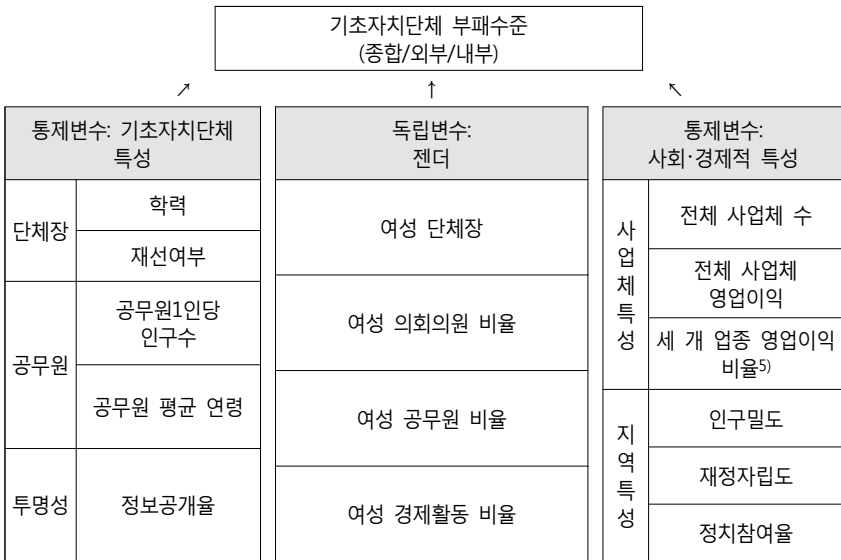 기초자치단체 부패수준
(종합/외부/내부)
↗
↑
↖
통제변수: 기초자치단체
특성
단체장
학력
재선여부
공무원
공무원1인당
인구수
공무원 평균 연령
투명성
정보공개율
독립변수:
젠더
여성 단체장
여성 의회의원 비율
여성 공무원 비율
여성 경제활동 비율
통제변수:
사회·경제적 특성
사업체특성
전체 사업체 수
전체 사업체
영업이익
세 개 업종 영업이익
비율5)
지역특성
인구밀도
재정자립도
정치참여율